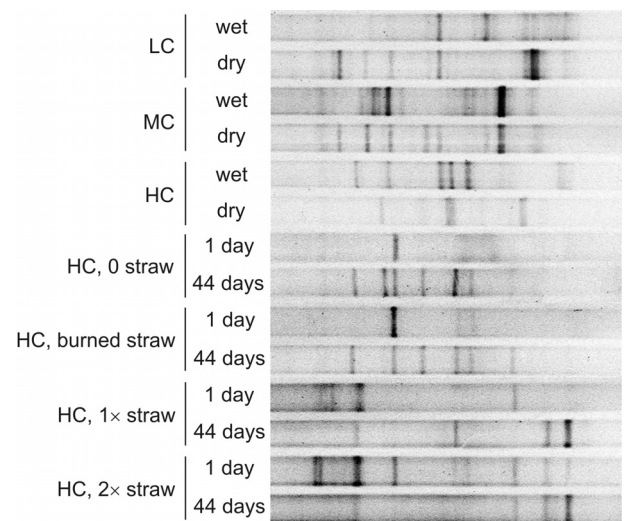 LC
wet
dry
MC
wet
dry
HC
wet
dry
HC, 0 straw
1 day
44 days
HC, burned straw
1 day
44 days
HC, 1× straw
1 day
44 days
HC, 2× straw
1 day
44 days